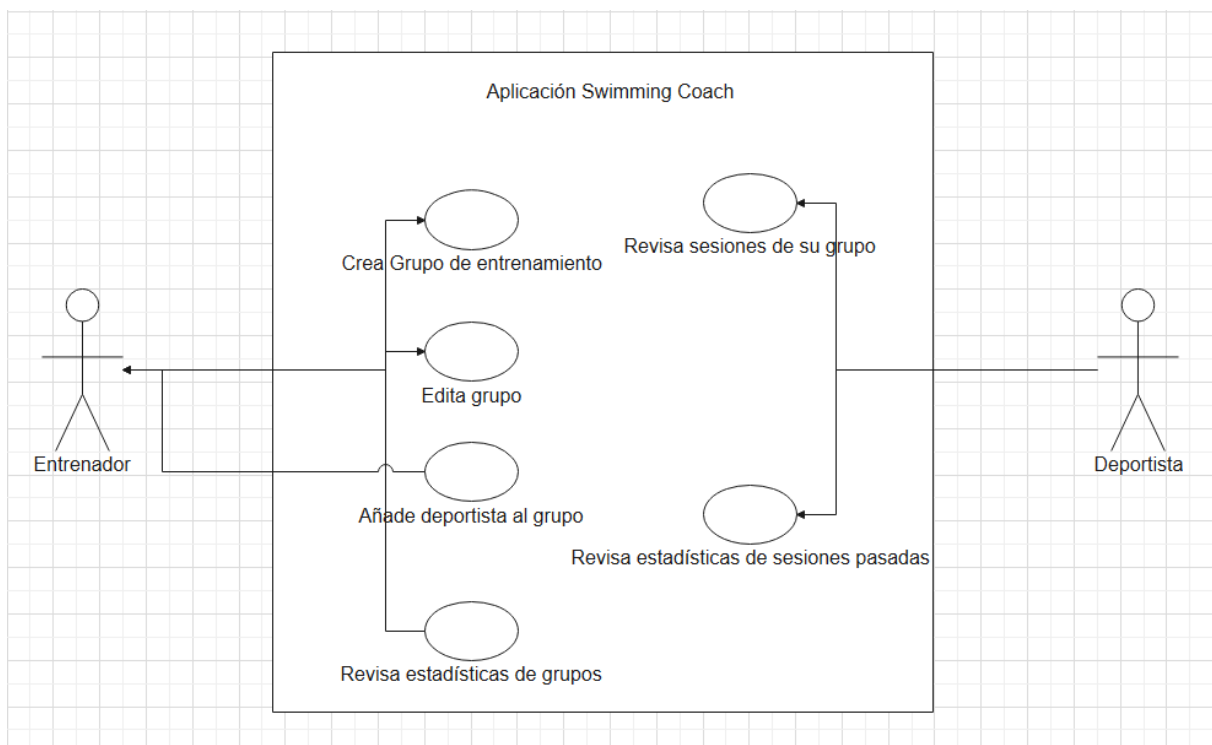 Aplicación Swimming Coach
Crea Grupo de entrenamiento
Revisa sesiones de su grupo
Edita grupo
Entrenador
Deportista
Añade deportista al grupo
Revisa estadísticas de sesiones pasadas
Revisa estadísticas de grupos